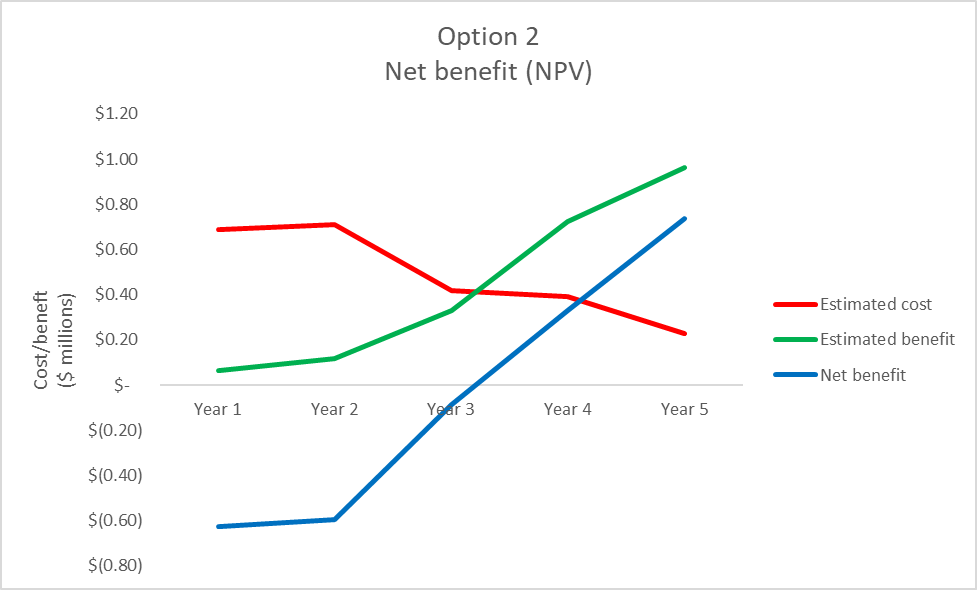 Option 2
Net benefit (NPV)
$1.20
$1.00
$0.80
$0.60
$0.40
$0.20
$-
$(0.20)
$(0.40)
$(0.60)
$(0.80)
Cost/beneft
($ millions)
Year 1
Year 2
Year 3
Year 4
Year 5
Estimated cost
Estimated benefit
Net benefit